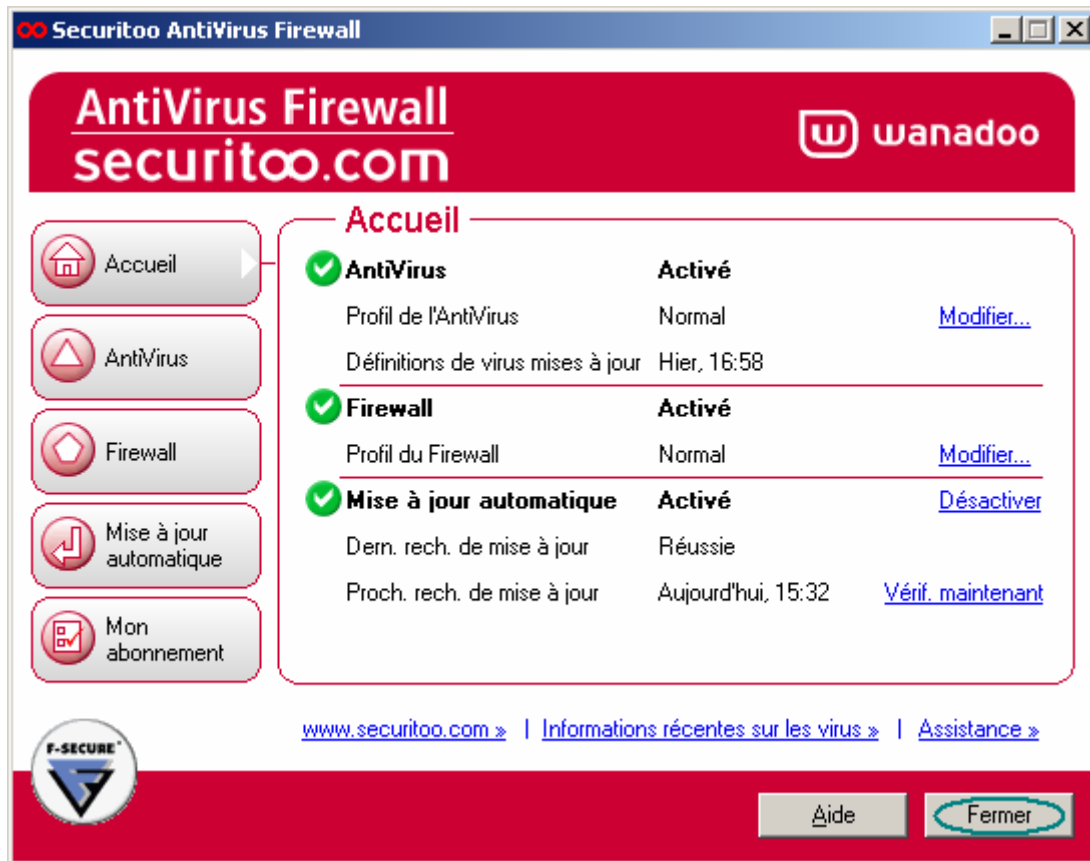 Securitoo AntiVirus Firewall
AntiVirus Firewall
securitoo.com
wanadoo
Accueil
AntiVirus
Firewall
Mise à jour
automatique
Mon
abonnement
Accueil
AntiVirus Activé
Profil de l'AntiVirus Normal Modifier...
Définitions de virus mises à jour Hier, 16:58
Firewall Activé
Profil du Firewall Normal Modifier...
Mise à jour automatique Activé Désactiver
Dern. rech. de mise à jour Réussie
Proch. rech. de mise à jour Aujourd'hui, 15:32 Vérif. maintenant
www.securitoo.com » | Informations récentes sur les virus » | Assistance »
F-SECURE
Aide Fermer